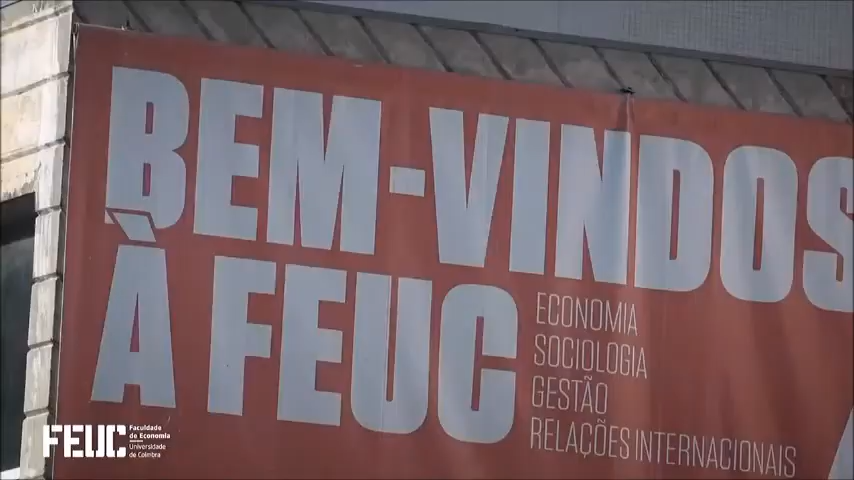 BEM-VINDOS
À FEUC
ECONOMIA
SOCIOLOGIA
GESTÃO
RELAÇÕES INTERNACIONAIS
FEUC
Faculdade
de Economia
Universidade
de Coimbra